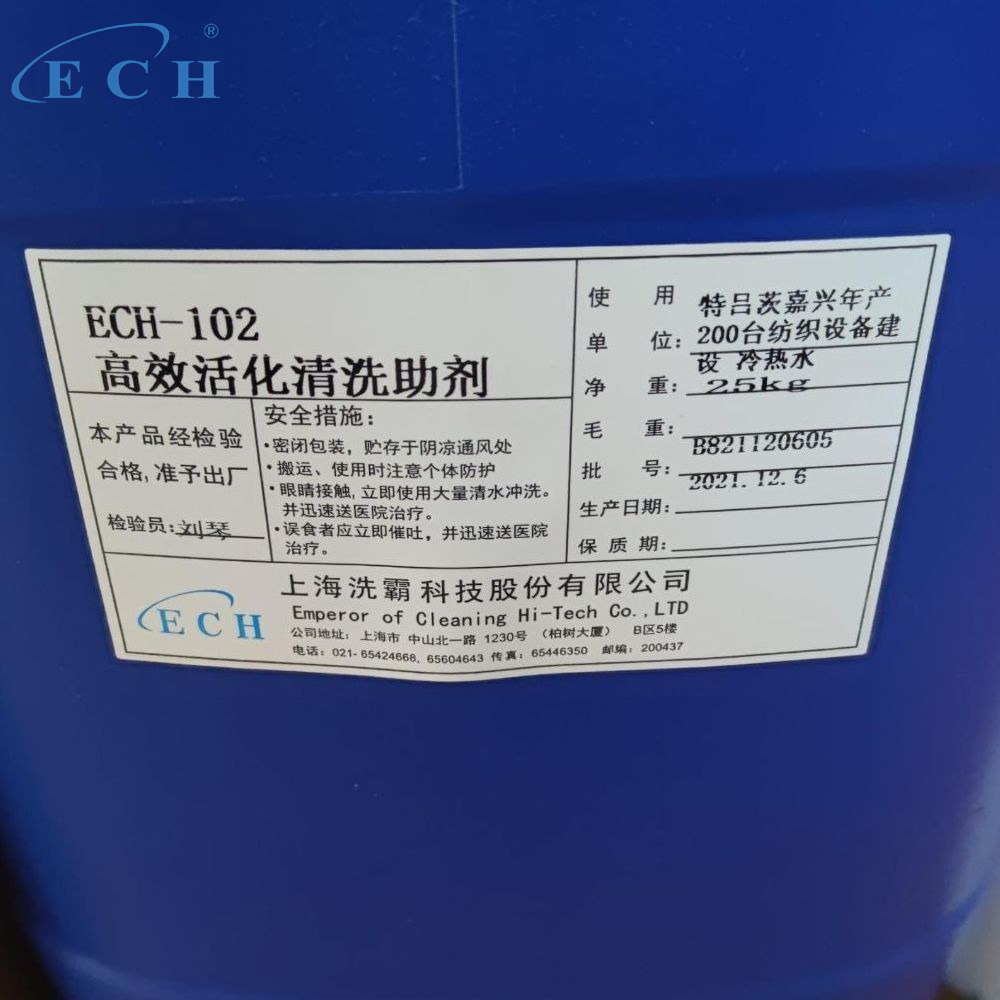 ECH®
ECH-102
高效活化清洗助剂
本产品经检验
合格,准予出厂
检验员:刘琴
安全措施:
·密闭包装，贮存于阴凉通风处
·搬运、使用时注意个体防护
·眼睛接触,立即使用大量清水冲洗。
并迅速送医院治疗。
·误食者应立即催吐，并迅速送医院
治疗。
使用 特吕茨嘉兴年产
单位: 200台纺织设备建
设 冷热水
净重: 25kg
毛重:
批号: B821120605
生产日期: 2021.12.6
保质期:
ECH
上海洗霸科技股份有限公司
Emperor of Cleaning Hi-Tech Co.,LTD
公司地址: 上海市 中山北一路 1230号 (柏树大厦) B区5楼
电话: 021-65424668, 65604643 传真: 65446350 邮编: 200437